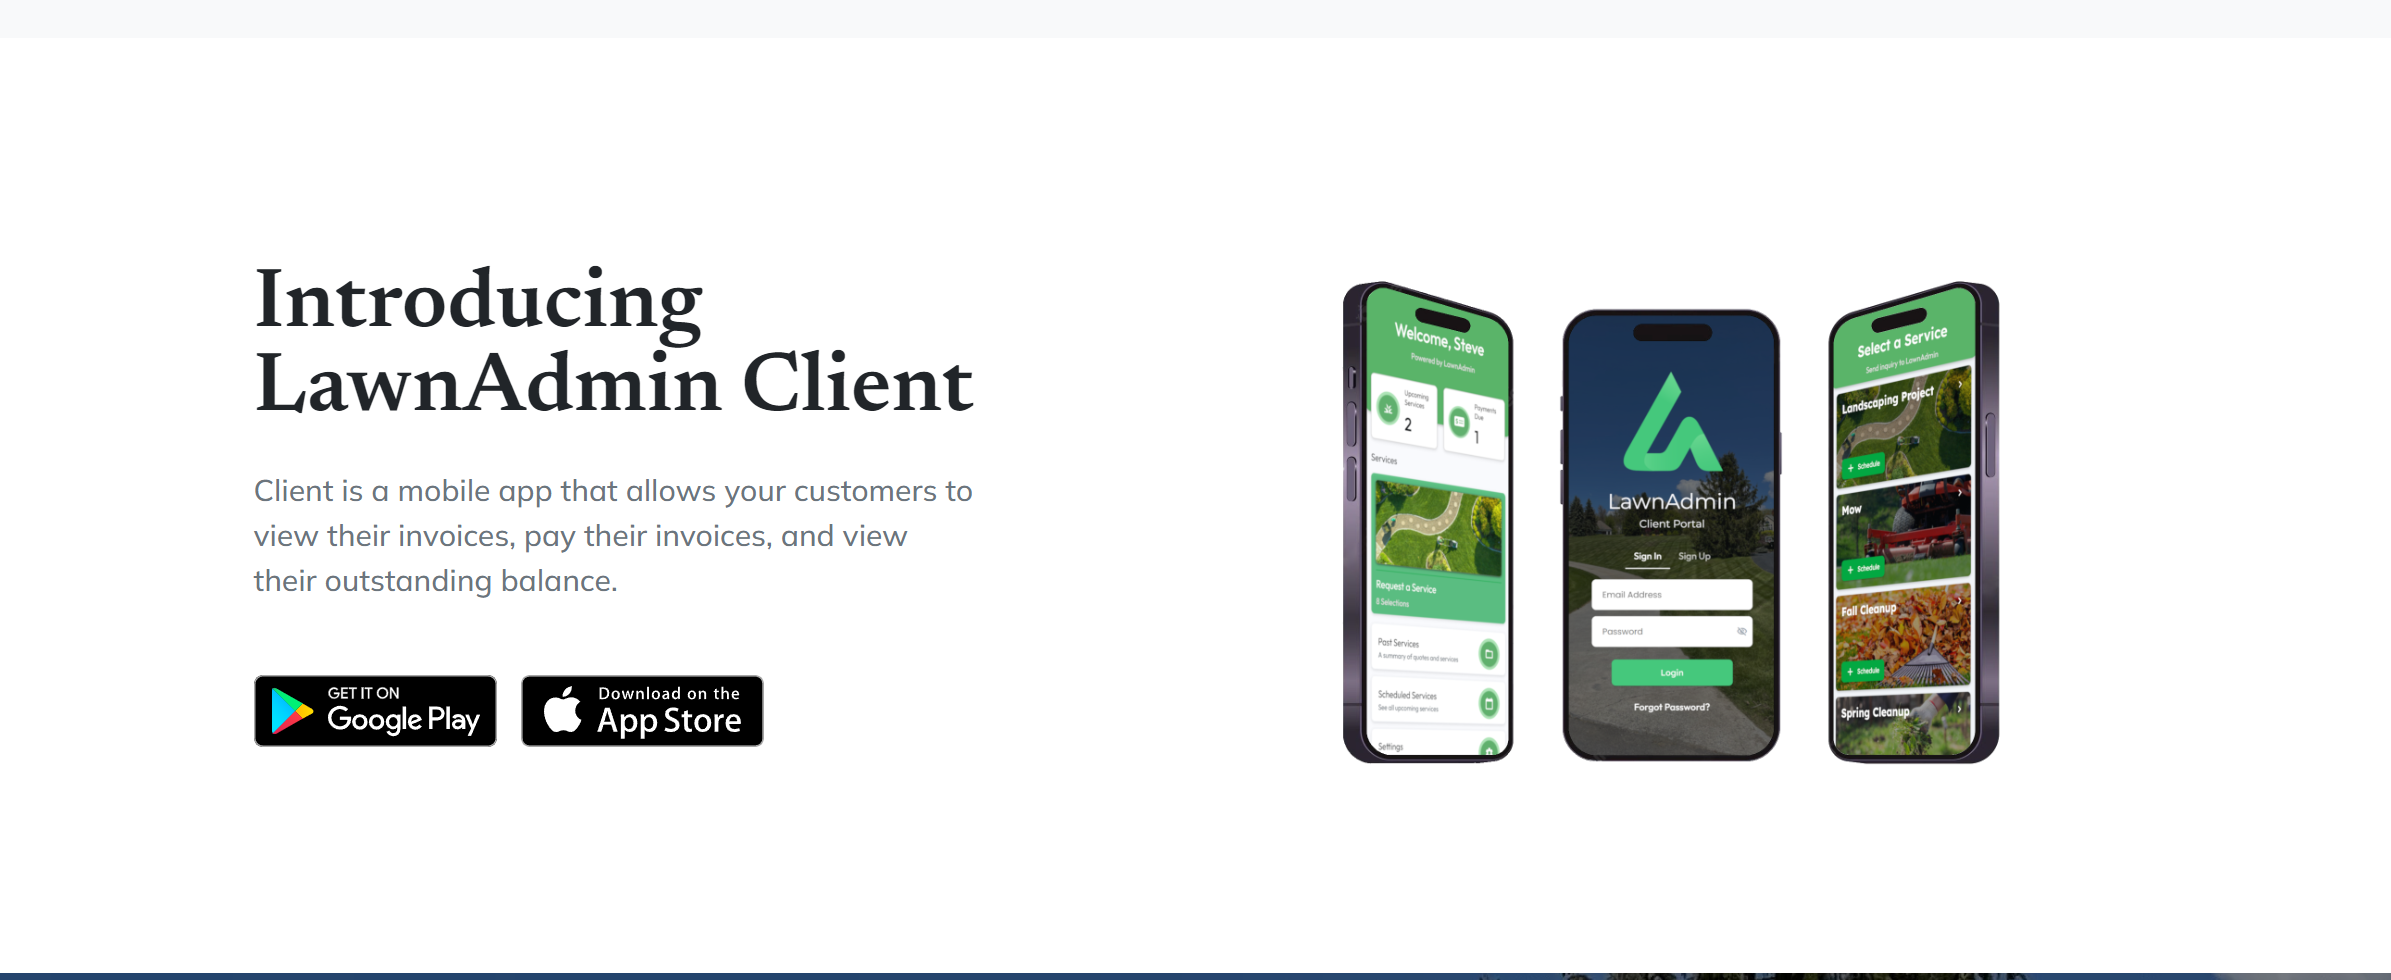 Introducing
LawnAdmin Client
Client is a mobile app that allows your customers to
view their invoices, pay their invoices, and view
their outstanding balance.
GET IT ON
Google Play
Download on the
App Store
Welcome, Steve
Powered by LawnAdmin
Upcoming
Services
2
Payments
Due
1
Services
Request a Service
8 Selections
Past Services
A summary of quotes and services
Scheduled Services
See all upcoming services
Settings
LawnAdmin
Client Portal
Sign In Sign Up
Email Address
Password
Login
Forgot Password?
Select a Service
Send inquiry to LawnAdmin
Landscaping Project
+ Schedule
Mow
+ Schedule
Fall Cleanup
+ Schedule
Spring Cleanup